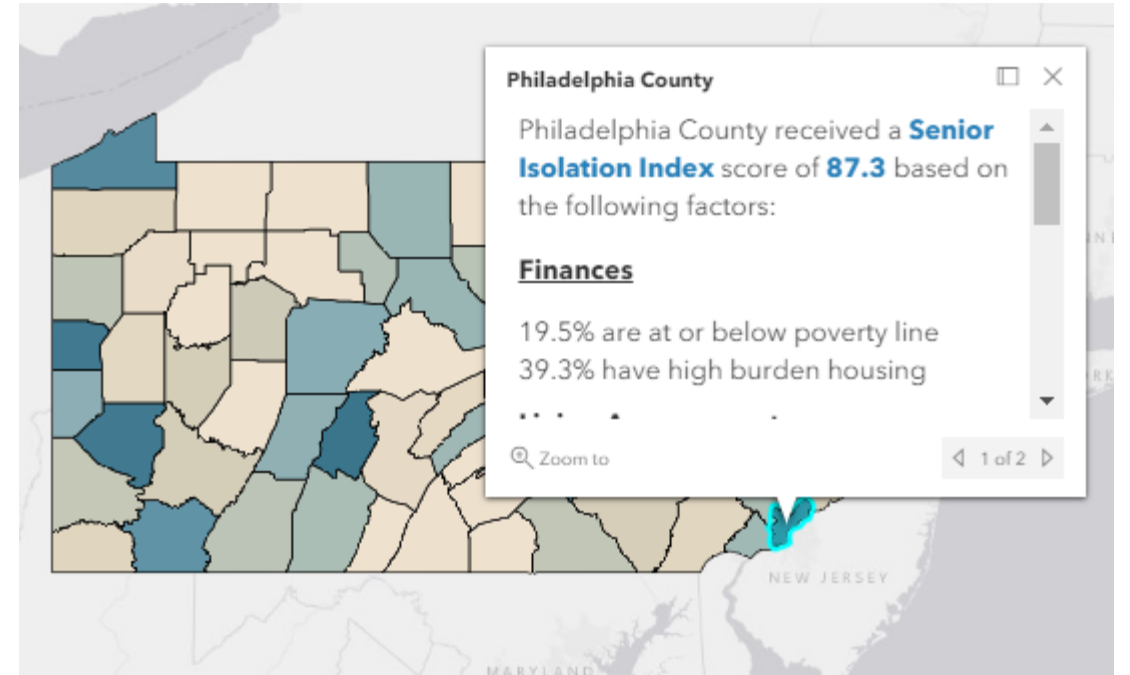 Philadelphia County
Philadelphia County received a Senior
Isolation Index score of 87.3 based on
the following factors:
Finances
19.5% are at or below poverty line
39.3% have high burden housing
Zoom to
1 of 2
NEW JERSEY
MARYLAND